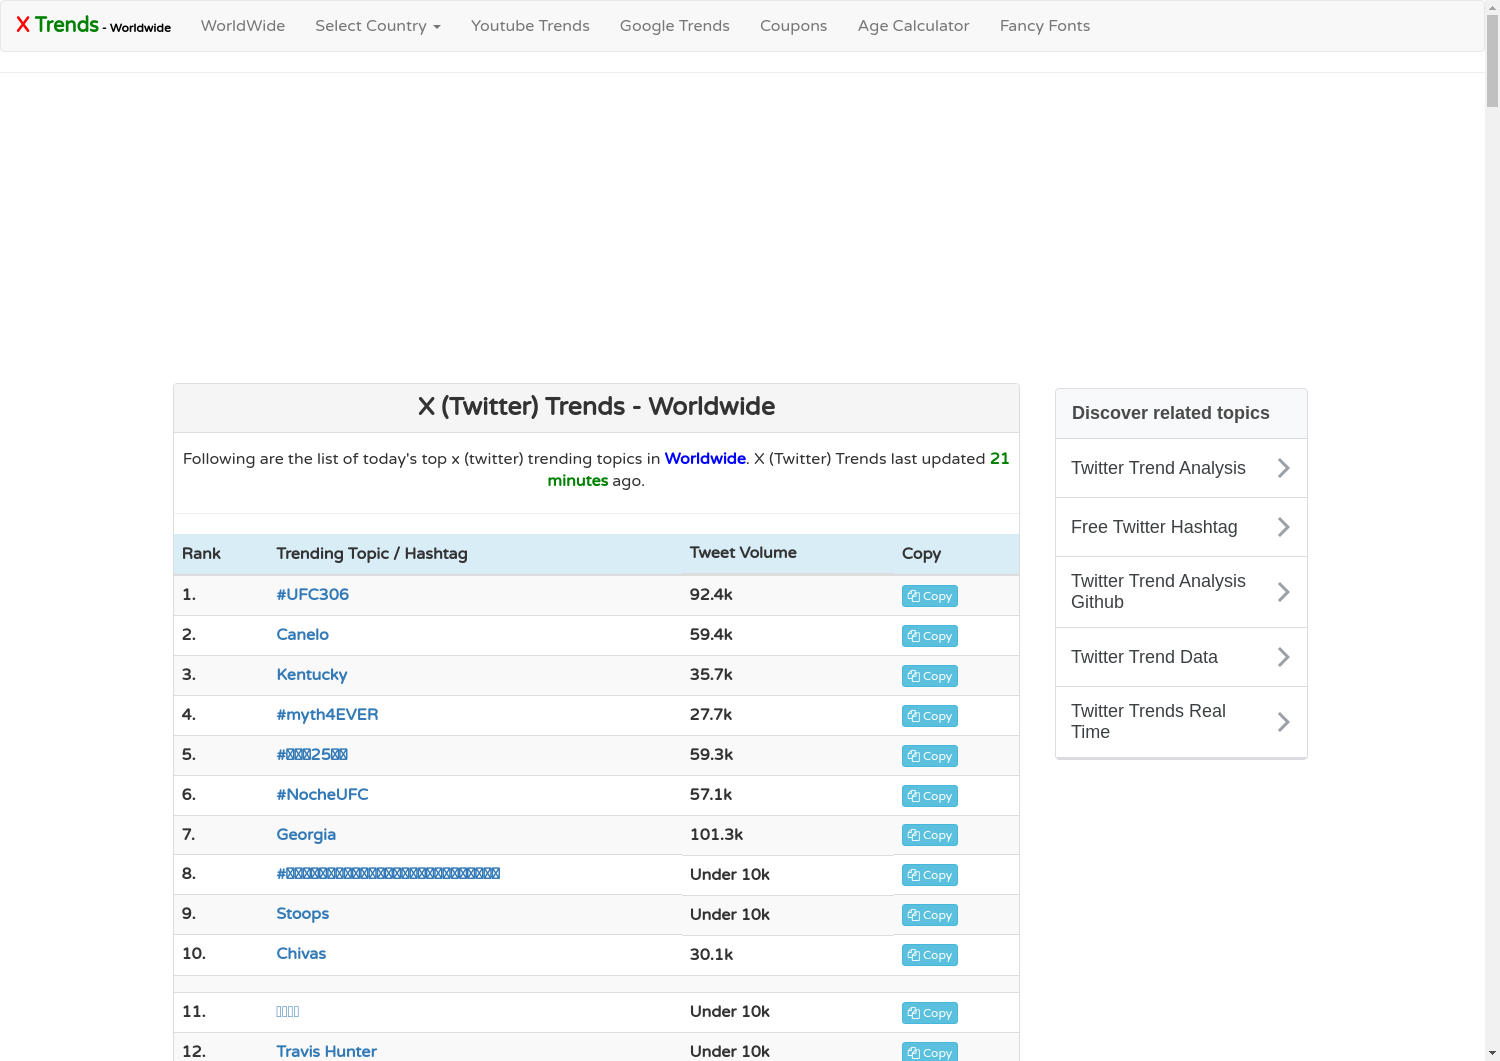 X Trends - Worldwide WorldWide Select Country Youtube Trends Google Trends Coupons Age Calculator Fancy Fonts
X (Twitter) Trends - Worldwide
Following are the list of today's top x (twitter) trending topics in Worldwide. X (Twitter) Trends last updated 21
minutes ago.
Rank Trending Topic / Hashtag Tweet Volume Copy
1. #UFC306 92.4k Copy
2. Canelo 59.4k Copy
3. Kentucky 35.7k Copy
4. #myth4EVER 27.7k Copy
5. 59.3k Copy
6. #NocheUFC 57.1k Copy
7. Georgia 101.3k Copy
8. Under 10k Copy
9. Stoops Under 10k Copy
10. Chivas 30.1k Copy
11. Under 10k Copy
12. Travis Hunter Under 10k Copy
Discover related topics
Twitter Trend Analysis
Free Twitter Hashtag
Twitter Trend Analysis
Github
Twitter Trend Data
Twitter Trends Real
Time